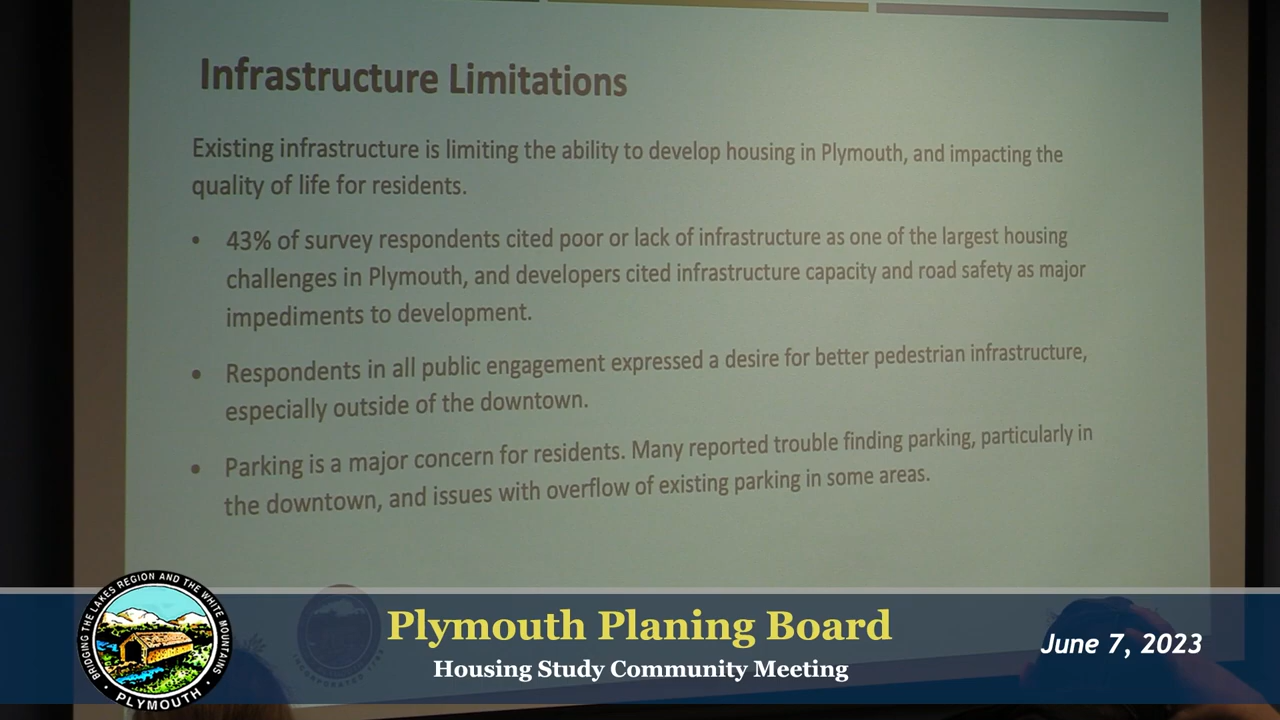 Infrastructure Limitations
Existing infrastructure is limiting the ability to develop housing in Plymouth, and impacting the
quality of life for residents.
• 43% of survey respondents cited poor or lack of infrastructure as one of the largest housing
challenges in Plymouth, and developers cited infrastructure capacity and road safety as major
impediments to development.
• Respondents in all public engagement expressed a desire for better pedestrian infrastructure,
especially outside of the downtown.
• Parking is a major concern for residents. Many reported trouble finding parking, particularly in
the downtown, and issues with overflow of existing parking in some areas.
BRIDGING THE LAKES REGION AND THE WHITE MOUNTAINS
• PLYMOUTH •
INCORPORATED
Plymouth Planing Board
Housing Study Community Meeting
June 7, 2023